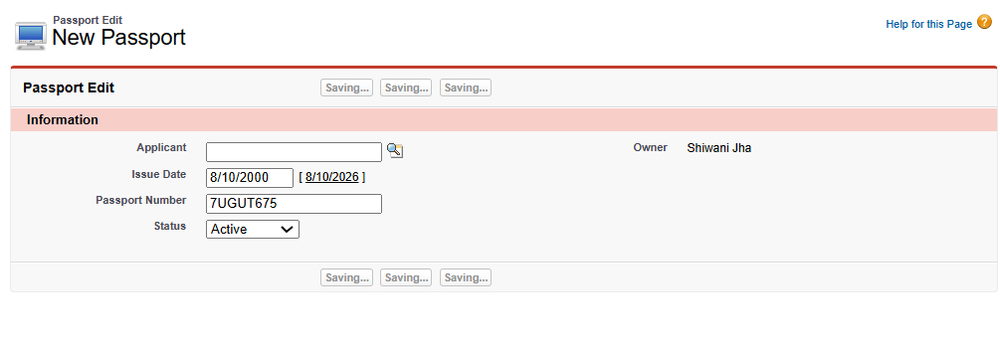 Passport Edit
New Passport
Help for this Page ?
Passport Edit Saving... Saving... Saving...
Information
Applicant
Owner Shiwani Jha
Issue Date 8/10/2000 [ 8/10/2026 ]
Passport Number 7UGUT675
Status Active
Saving... Saving... Saving...